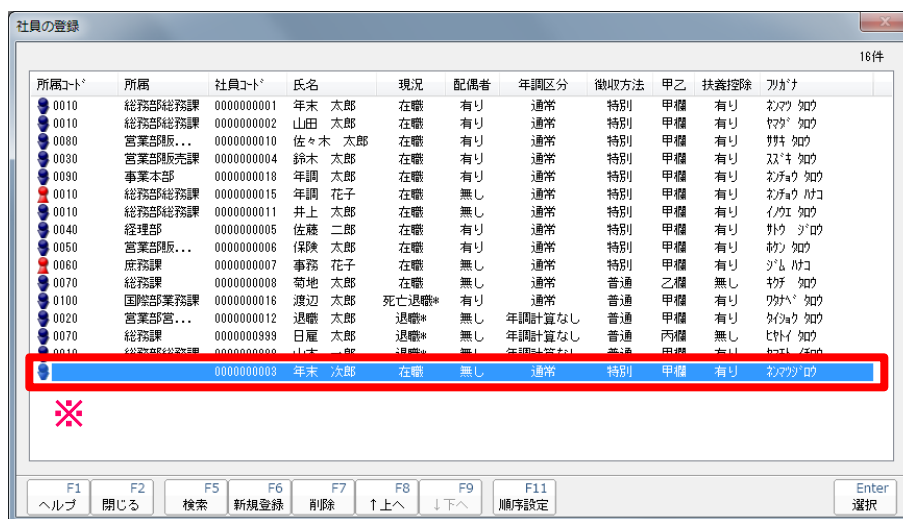 社員の登録
16件
所属ｺｰﾄﾞ 所属 社員ｺｰﾄﾞ 氏名 現況 配偶者 年調区分 徴収方法 甲乙 扶養控除 ﾌﾘｶﾞﾅ
0010 総務部総務課 0000000001 年末 太郎 在職 有り 通常 特別 甲欄 有り ﾈﾝﾏﾂ ﾀﾛｳ
0010 総務部総務課 0000000002 山田 太郎 在職 有り 通常 特別 甲欄 有り ﾔﾏﾀﾞ ﾀﾛｳ
0080 営業部販... 0000000010 佐々木 太郎 在職 有り 通常 特別 甲欄 有り ｻｻｷ ﾀﾛｳ
0030 営業部販売課 0000000004 鈴木 太郎 在職 有り 通常 特別 甲欄 有り ｽｽﾞｷ ﾀﾛｳ
0090 事業本部 0000000018 年調 太郎 在職 有り 通常 特別 甲欄 有り ﾈﾝﾁｮｳ ﾀﾛｳ
0010 総務部総務課 0000000015 年調 花子 在職 無し 通常 特別 甲欄 有り ﾈﾝﾁｮｳ ﾊﾅｺ
0010 総務部総務課 0000000011 井上 太郎 在職 無し 通常 特別 甲欄 有り ｲﾉｳｴ ﾀﾛｳ
0040 経理部 0000000005 佐藤 二郎 在職 有り 通常 特別 甲欄 有り ｻﾄｳ ｼﾞﾛｳ
0050 営業部販... 0000000006 保険 太郎 在職 有り 通常 特別 甲欄 有り ﾎｹﾝ ﾀﾛｳ
0060 庶務課 0000000007 事務 花子 在職 無し 通常 特別 甲欄 有り ｼﾞﾑ ﾊﾅｺ
0070 総務課 0000000008 菊地 太郎 在職 無し 通常 普通 乙欄 無し ｷｸﾁ ﾀﾛｳ
0100 国際部業務課 0000000016 渡辺 太郎 死亡退職* 有り 通常 普通 甲欄 有り ﾜﾀﾅﾍﾞ ﾀﾛｳ
0020 営業部営... 0000000012 退職 太郎 退職* 無し 年調計算なし 普通 甲欄 有り ﾀｲｼｮｸ ﾀﾛｳ
0070 総務課 0000000999 日雇 太郎 退職* 無し 年調計算なし 普通 丙欄 無し ﾋﾔﾄｲ ﾀﾛｳ
0000000003 年末 次郎 在職 無し 通常 特別 甲欄 有り ﾈﾝﾏﾂｼﾞﾛｳ
※
F1 F2 F5 F6 F7 F8 F9 F11 Enter
ヘルプ 閉じる 検索 新規登録 削除 ↑上へ ↓下へ 順序設定 選択